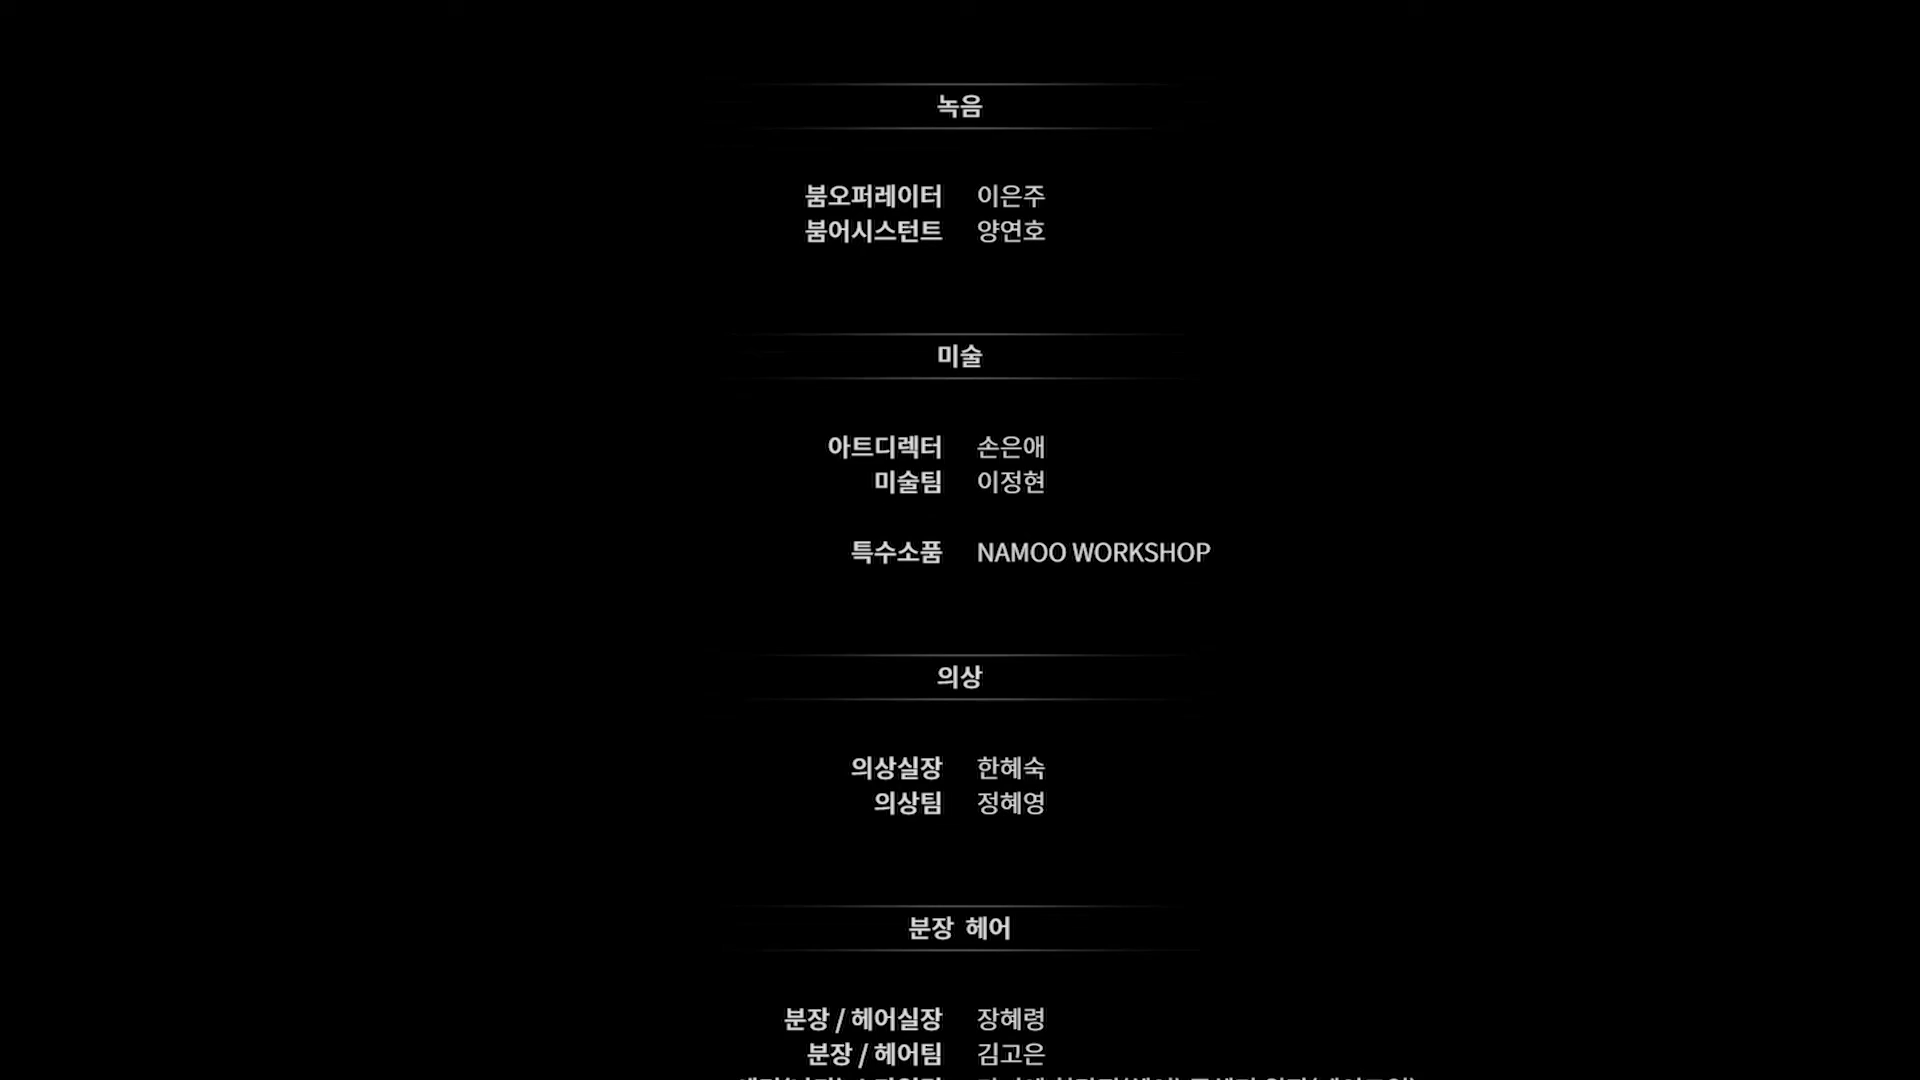 녹음
붐오퍼레이터 이은주
붐어시스턴트 양연호
미술
아트디렉터 손은애
미술팀 이정현
특수소품 NAMOO WORKSHOP
의상
의상실장 한혜숙
의상팀 정혜영
분장 헤어
분장 / 헤어실장 장혜령
분장 / 헤어팀 김고은